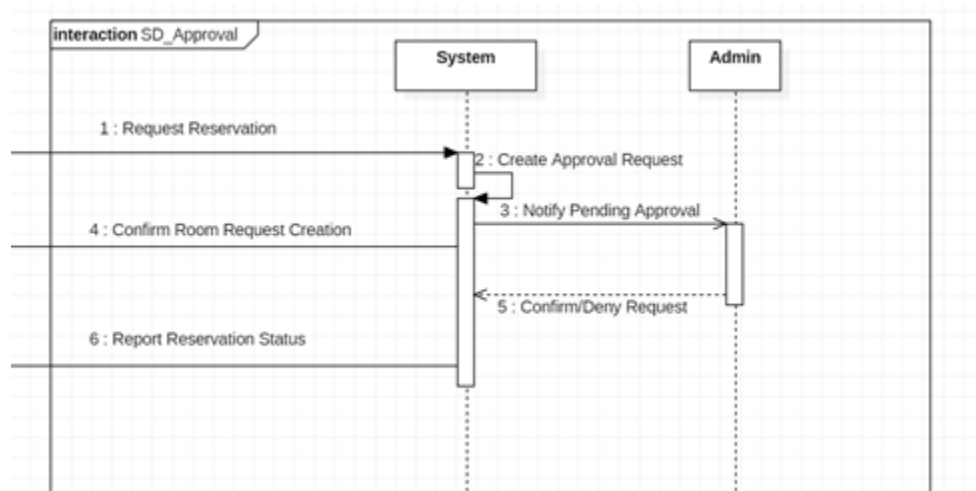 interaction SD_Approval
System
Admin
1 : Request Reservation
2 : Create Approval Request
3 : Notify Pending Approval
4 : Confirm Room Request Creation
5 : Confirm/Deny Request
6 : Report Reservation Status